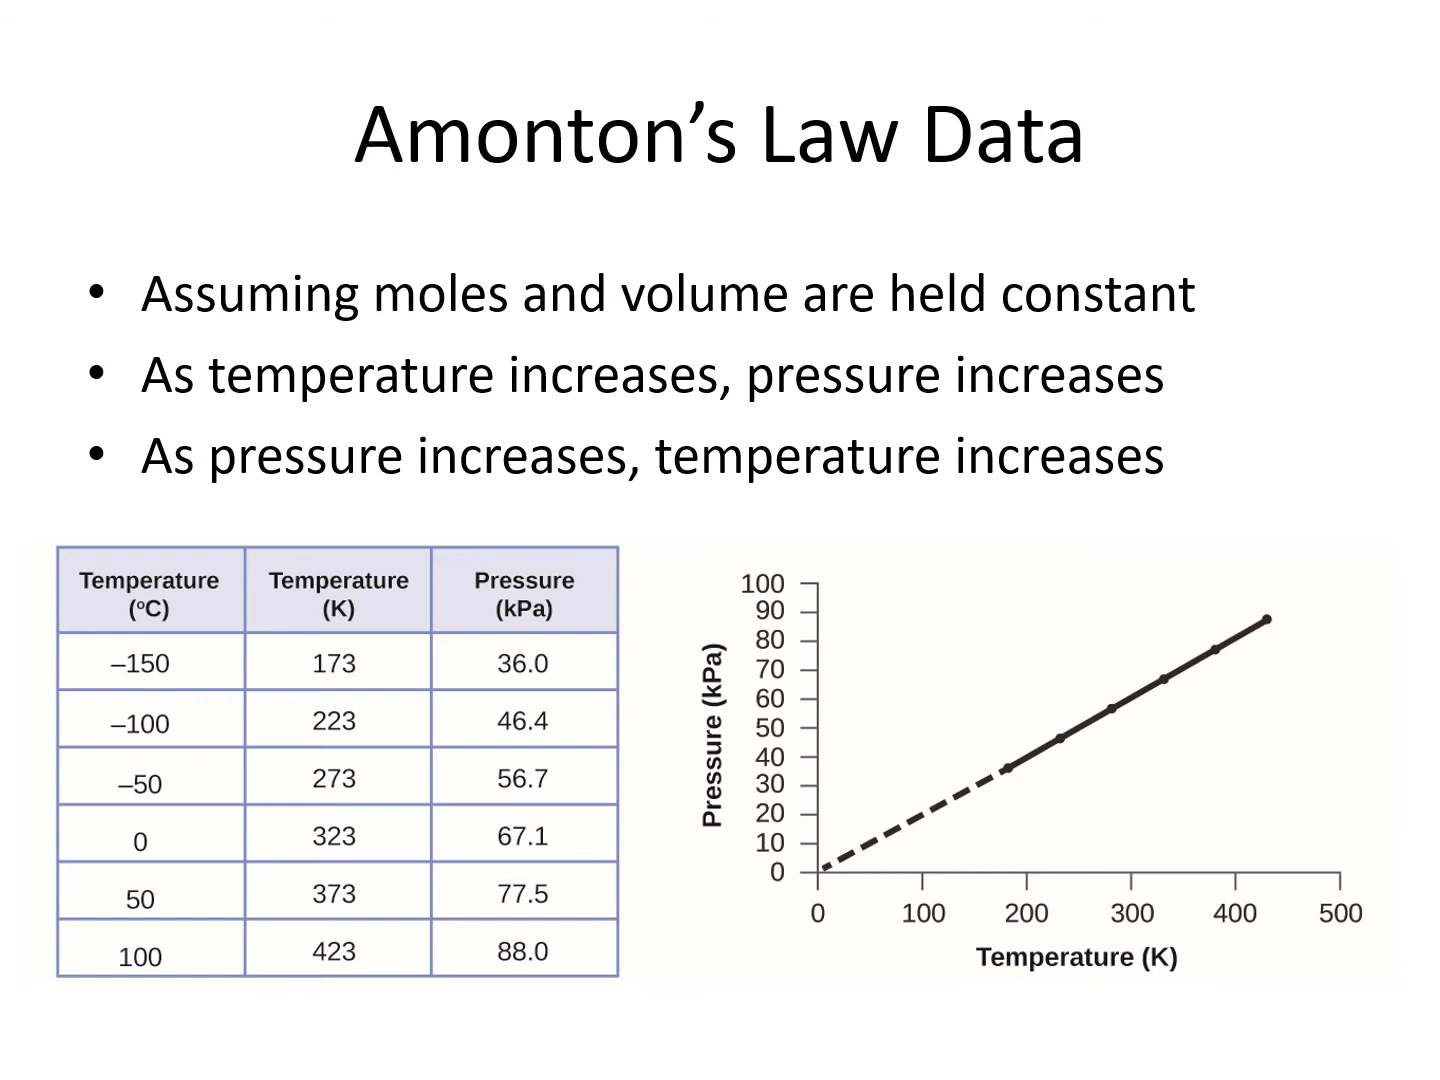 Amonton’s Law Data
• Assuming moles and volume are held constant
• As temperature increases, pressure increases
• As pressure increases, temperature increases
Temperature (ºC) Temperature (K) Pressure (kPa)
–150 173 36.0
–100 223 46.4
–50 273 56.7
0 323 67.1
50 373 77.5
100 423 88.0
Pressure (kPa)
100
90
80
70
60
50
40
30
20
10
0
0 100 200 300 400 500
Temperature (K)